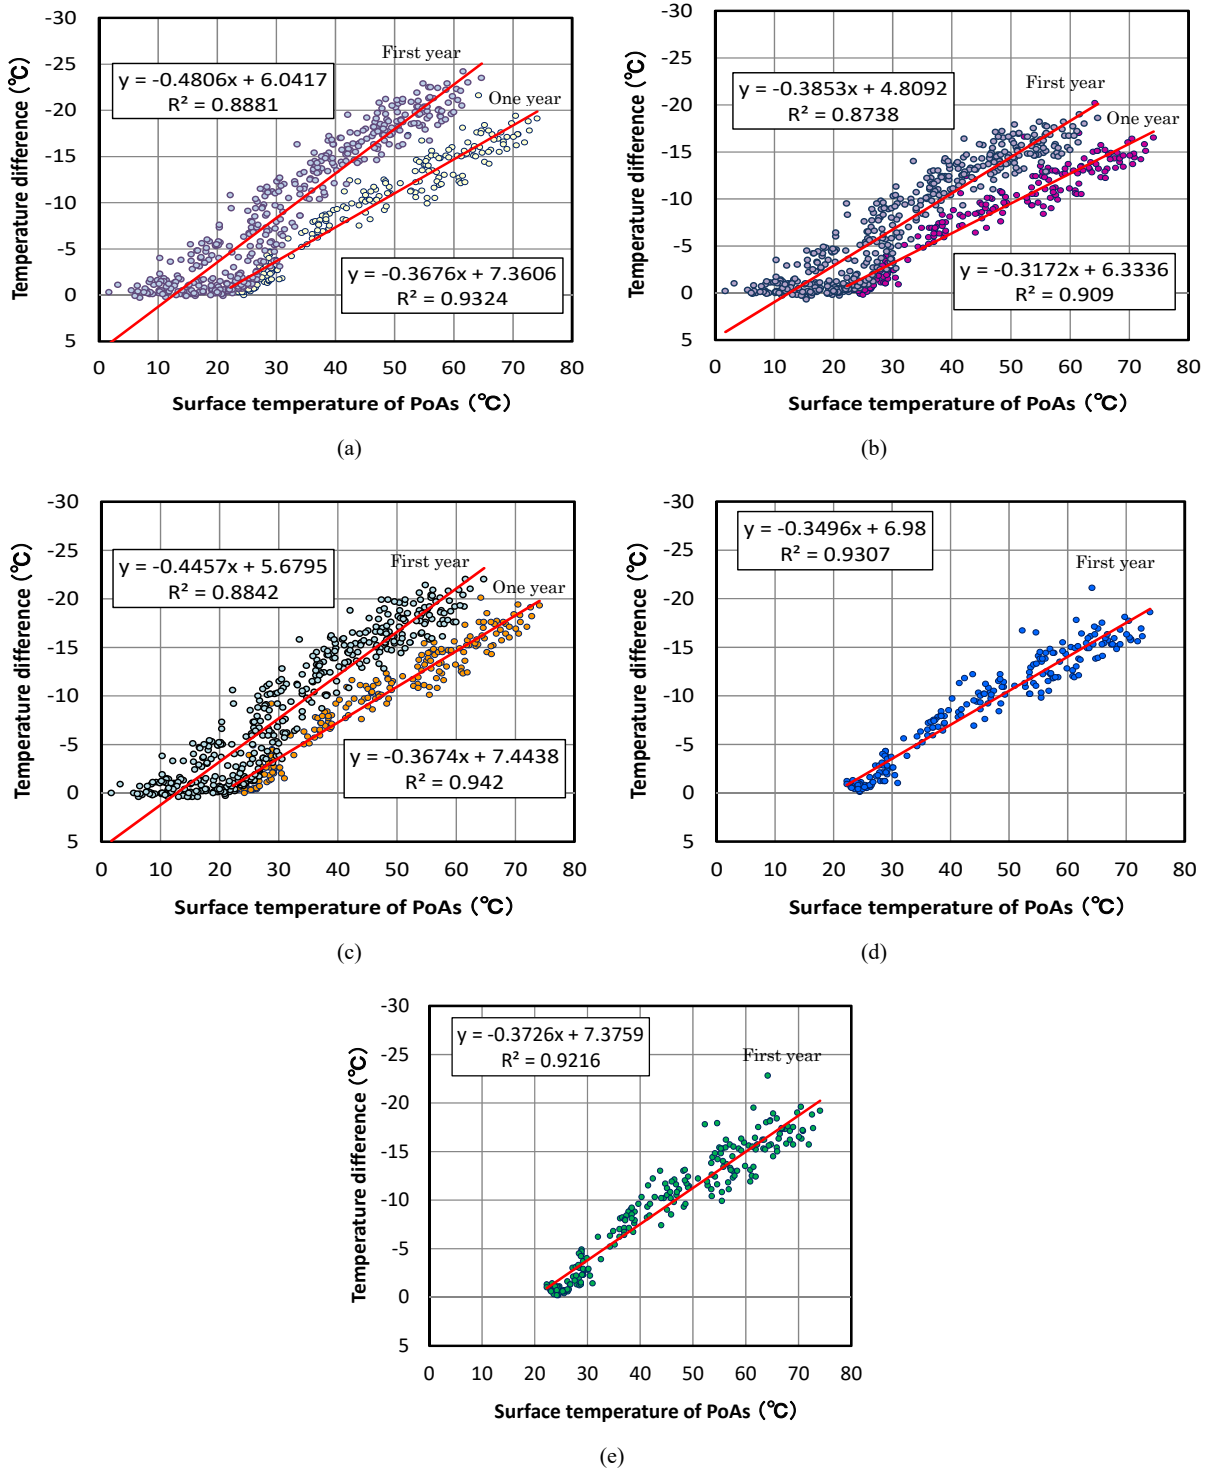 -30
-25
-20
-15
-10
-5
0
5
0 10 20 30 40 50 60 70 80
Temperature difference (℃)
Surface temperature of PoAs (℃)
First year
One year
y = -0.4806x + 6.0417
R² = 0.8881
y = -0.3676x + 7.3606
R² = 0.9324
(a)
-30
-25
-20
-15
-10
-5
0
5
0 10 20 30 40 50 60 70 80
Temperature difference (℃)
Surface temperature of PoAs (℃)
First year
One year
y = -0.3853x + 4.8092
R² = 0.8738
y = -0.3172x + 6.3336
R² = 0.909
(b)
-30
-25
-20
-15
-10
-5
0
5
0 10 20 30 40 50 60 70 80
Temperature difference (℃)
Surface temperature of PoAs (℃)
First year
One year
y = -0.4457x + 5.6795
R² = 0.8842
y = -0.3674x + 7.4438
R² = 0.942
(c)
-30
-25
-20
-15
-10
-5
0
5
0 10 20 30 40 50 60 70 80
Temperature difference (℃)
Surface temperature of PoAs (℃)
First year
y = -0.3496x + 6.98
R² = 0.9307
(d)
-30
-25
-20
-15
-10
-5
0
5
0 10 20 30 40 50 60 70 80
Temperature difference (℃)
Surface temperature of PoAs (℃)
First year
y = -0.3726x + 7.3759
R² = 0.9216
(e)